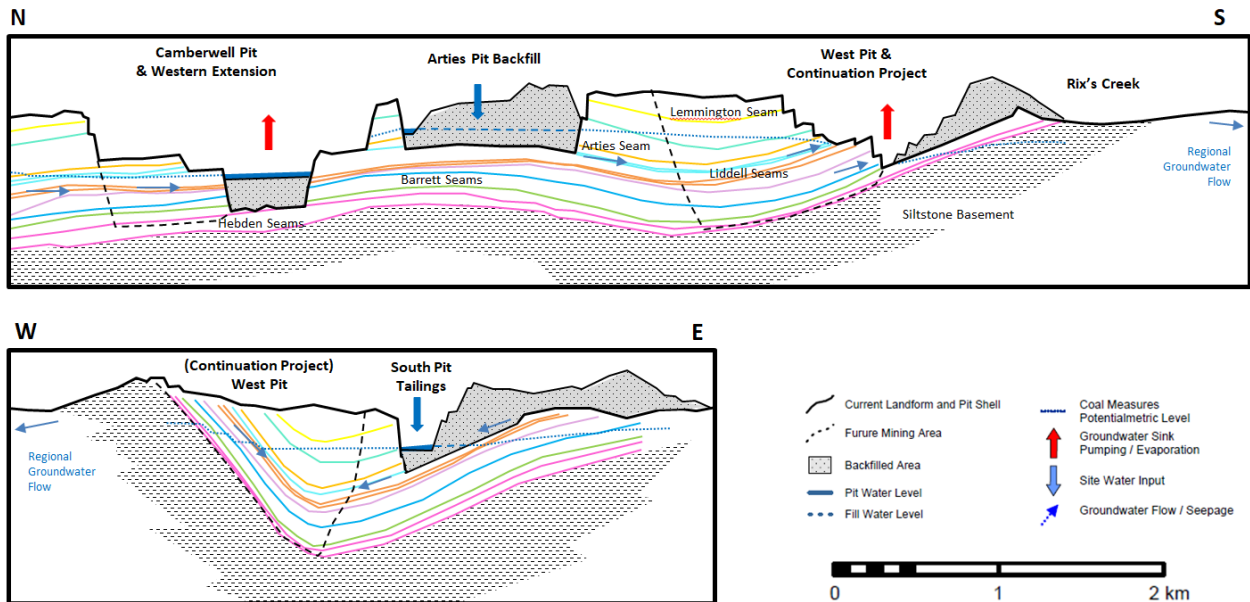 N
S
Camberwell Pit
& Western Extension
Arties Pit Backfill
West Pit &
Continuation Project
Rix's Creek
Lemmington Seam
Arties Seam
Barrett Seams
Liddell Seams
Hebden Seams
Siltstone Basement
Regional
Groundwater
Flow
W
E
(Continuation Project)
West Pit
South Pit
Tailings
Regional
Groundwater
Flow
Current Landform and Pit Shell
Furure Mining Area
Backfilled Area
Pit Water Level
Fill Water Level
Coal Measures
Potentialmetric Level
Groundwater Sink
Pumping / Evaporation
Site Water Input
Groundwater Flow / Seepage
0
1
2 km